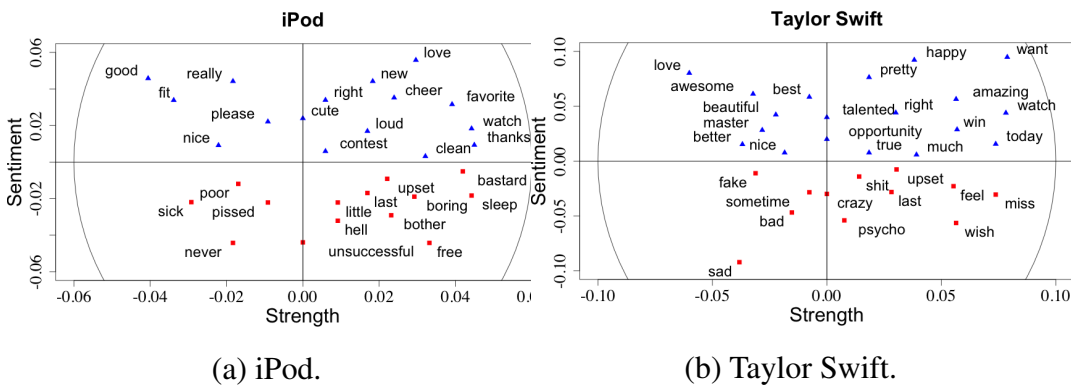 iPod
Sentiment
0.06
0.02
-0.02
-0.06
love
good
really
new
fit
right
cheer
favorite
please
cute
loud
watch
nice
contest
clean
thanks
poor
upset
bastard
sick
pissed
little
last
boring
sleep
hell
bother
never
unsuccessful
free
-0.06
-0.04
-0.02
0.00
0.02
0.04
0
Strength
(a) iPod.
Taylor Swift
Sentiment
0.10
0.05
0.00
-0.05
-0.10
love
happy
want
awesome
best
pretty
amazing
beautiful
talented
right
watch
master
opportunity
win
better
nice
true
much
today
fake
shit
upset
feel
sometime
crazy
last
miss
bad
psycho
wish
sad
-0.10
-0.05
0.00
0.05
0.10
Strength
(b) Taylor Swift.